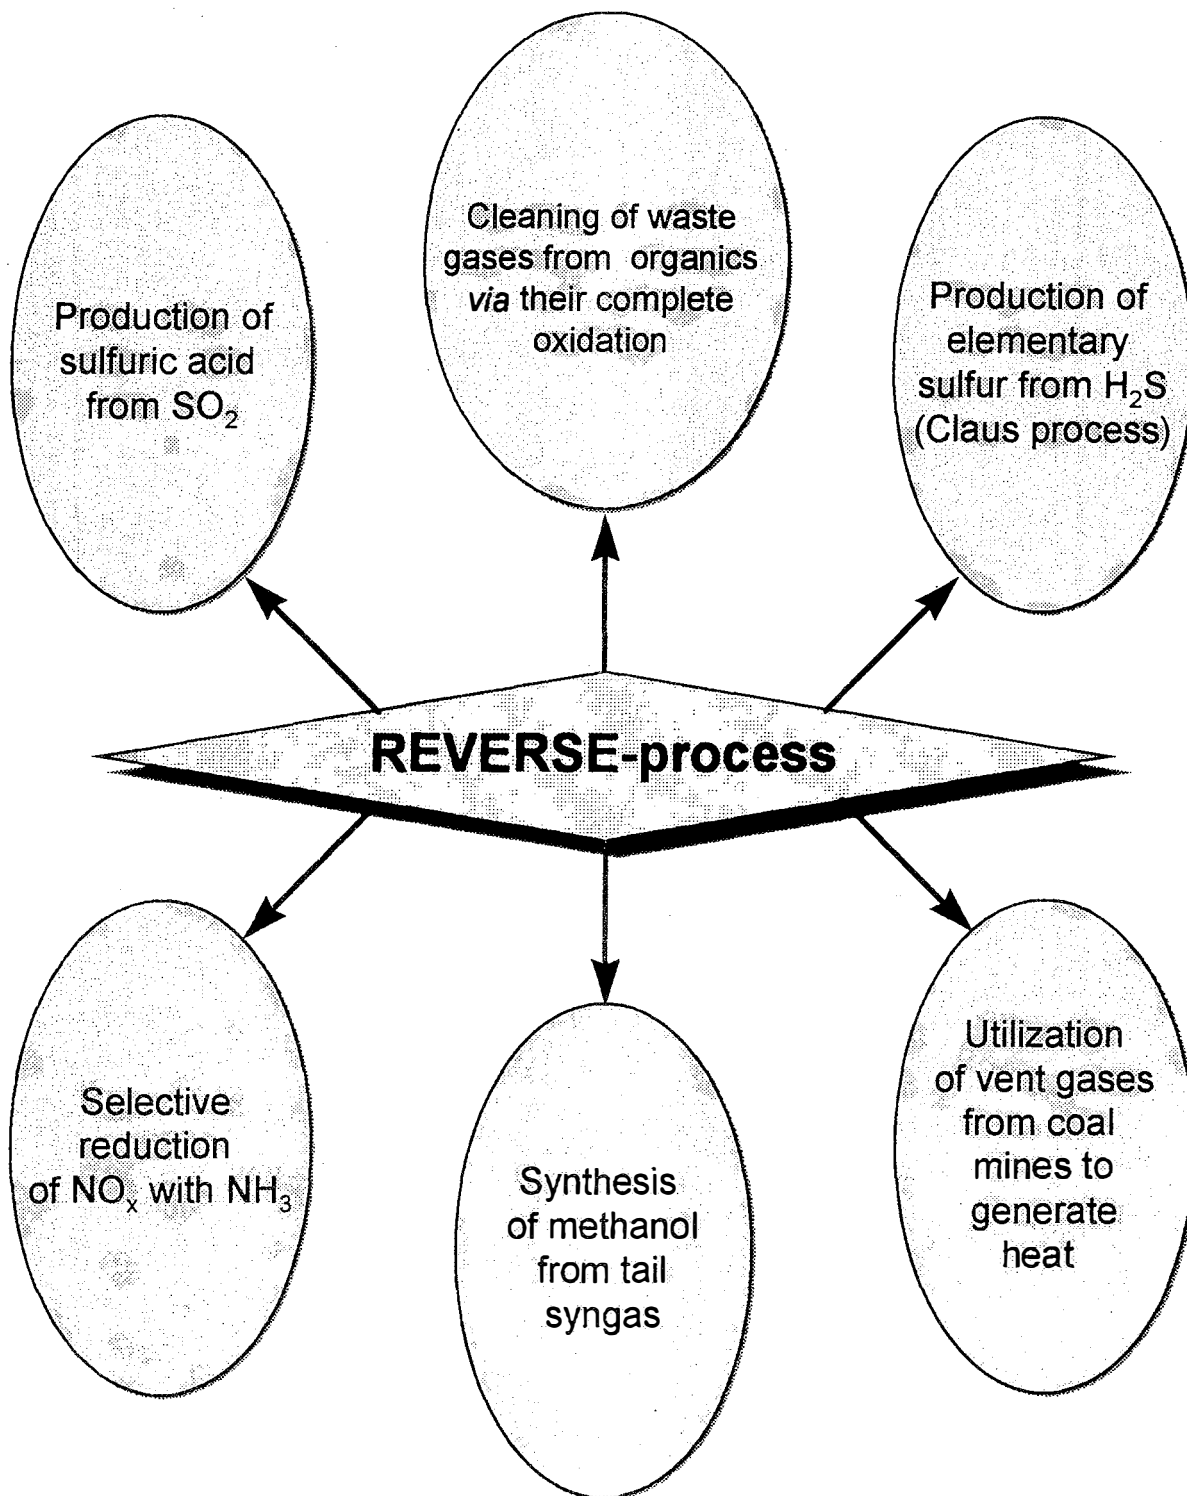 Cleaning of waste
gases from organics
via their complete
oxidation
Production of
sulfuric acid
from SO₂
Production of
elementary
sulfur from H₂S
(Claus process)
REVERSE-process
Selective
reduction
of NOₓ with NH₃
Synthesis
of methanol
from tail
syngas
Utilization
of vent gases
from coal
mines to
generate
heat